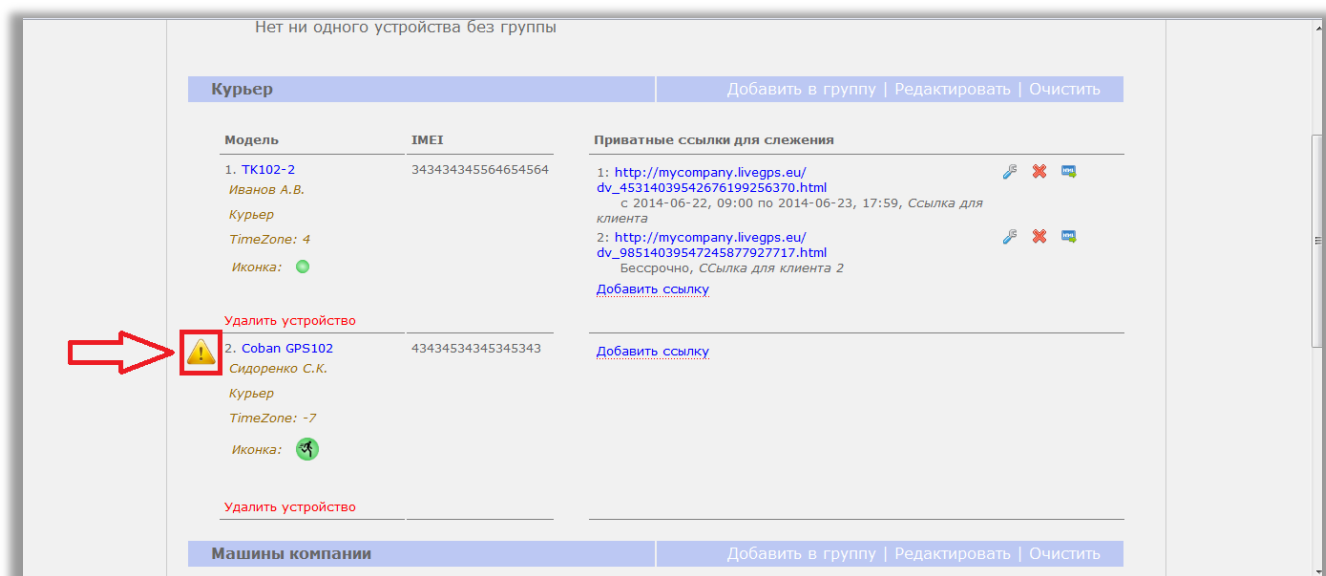 Нет ни одного устройства без группы
Курьер
Добавить в группу | Редактировать | Очистить
Модель IMEI Приватные ссылки для слежения
1. TK102-2 343434345564654564
Иванов А.В.
Курьер
TimeZone: 4
Иконка:
1: http://mycompany.livegps.eu/
dv_45314039542676199256370.html
с 2014-06-22, 09:00 по 2014-06-23, 17:59, Ссылка для
клиента
2: http://mycompany.livegps.eu/
dv_98514039547245877927717.html
Бессрочно, ССылка для клиента 2
Добавить ссылку
Удалить устройство
2. Coban GPS102 43434534345345343
Сидоренко С.К.
Курьер
TimeZone: -7
Иконка:
Добавить ссылку
Удалить устройство
Машины компании
Добавить в группу | Редактировать | Очистить